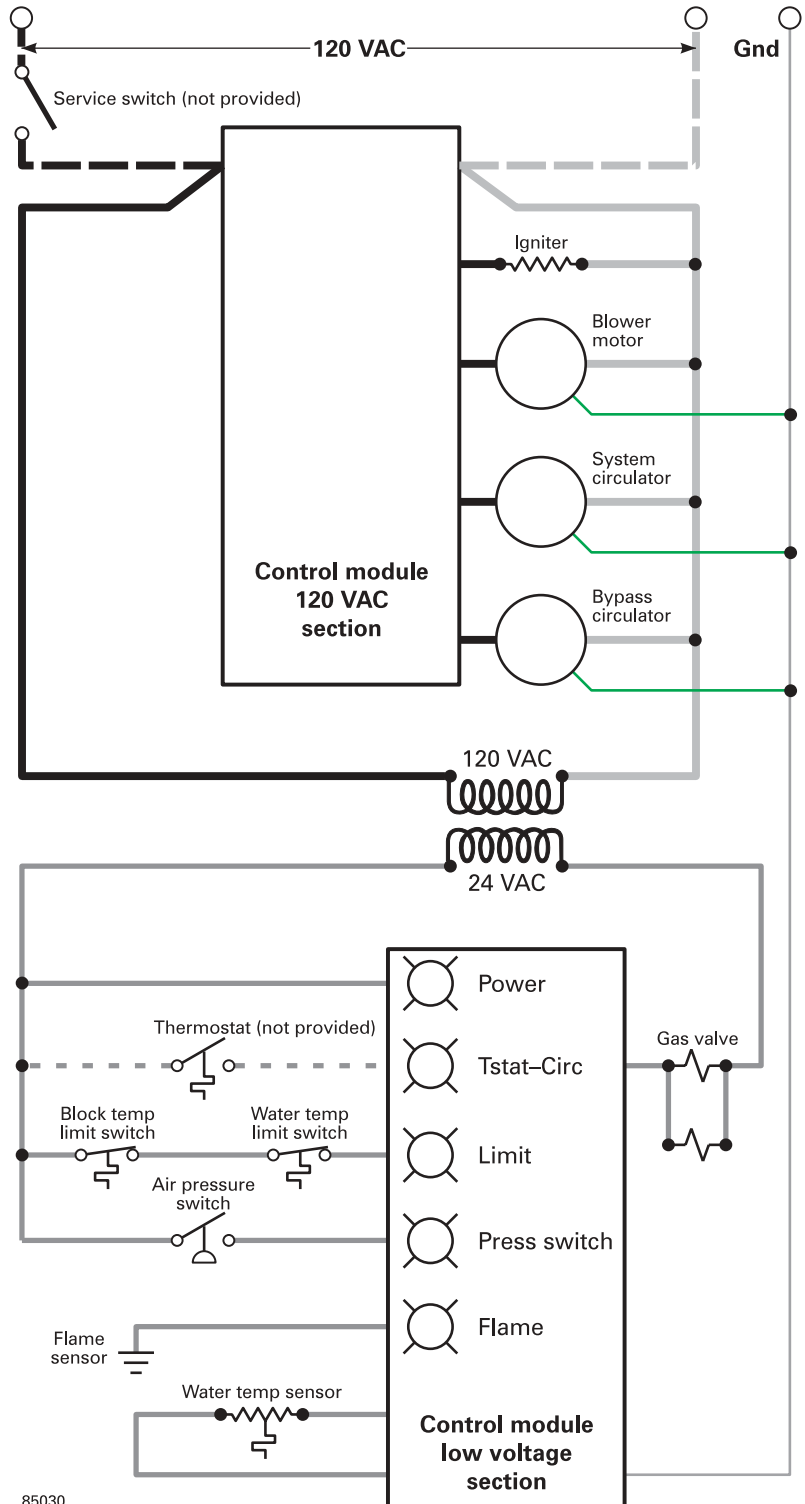 120 VAC
Gnd
Service switch (not provided)
Igniter
Blower
motor
System
circulator
Control module
120 VAC
section
Bypass
circulator
120 VAC
24 VAC
Power
Thermostat (not provided)
Tstat–Circ
Gas valve
Block temp
limit switch
Water temp
limit switch
Limit
Air pressure
switch
Press switch
Flame
Flame
sensor
Water temp sensor
Control module
low voltage
section
85030